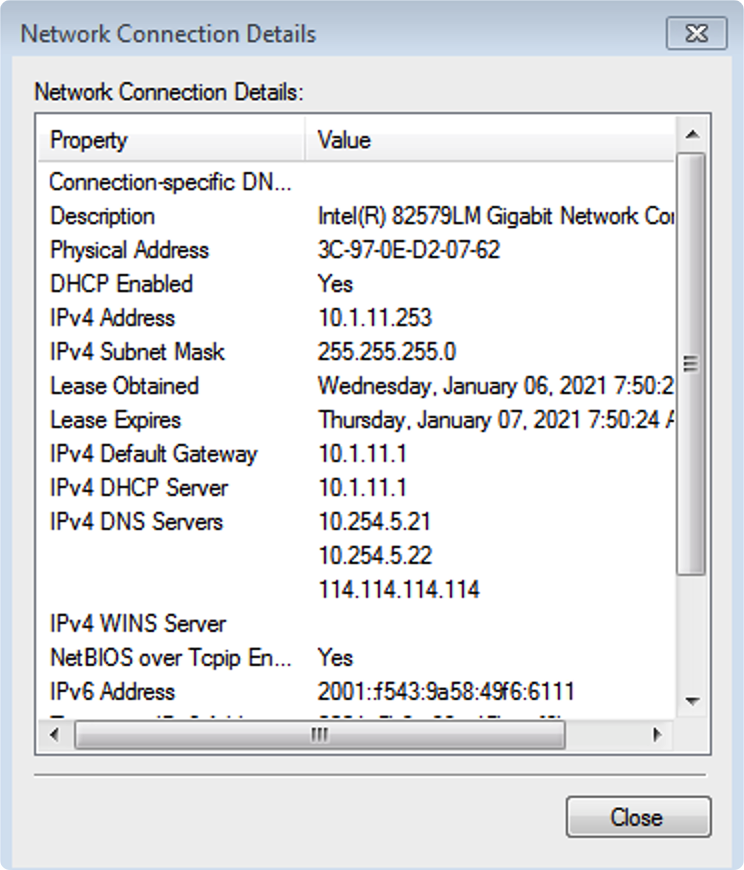 Network Connection Details
Network Connection Details:
Property Value
Connection-specific DN...
Description Intel(R) 82579LM Gigabit Network Co
Physical Address 3C-97-0E-D2-07-62
DHCP Enabled Yes
IPv4 Address 10.1.11.253
IPv4 Subnet Mask 255.255.255.0
Lease Obtained Wednesday, January 06, 2021 7:50:2
Lease Expires Thursday, January 07, 2021 7:50:24 A
IPv4 Default Gateway 10.1.11.1
IPv4 DHCP Server 10.1.11.1
IPv4 DNS Servers 10.254.5.21
10.254.5.22
114.114.114.114
IPv4 WINS Server
NetBIOS over Tcpip En... Yes
IPv6 Address 2001::f543:9a58:49f6:6111
Close